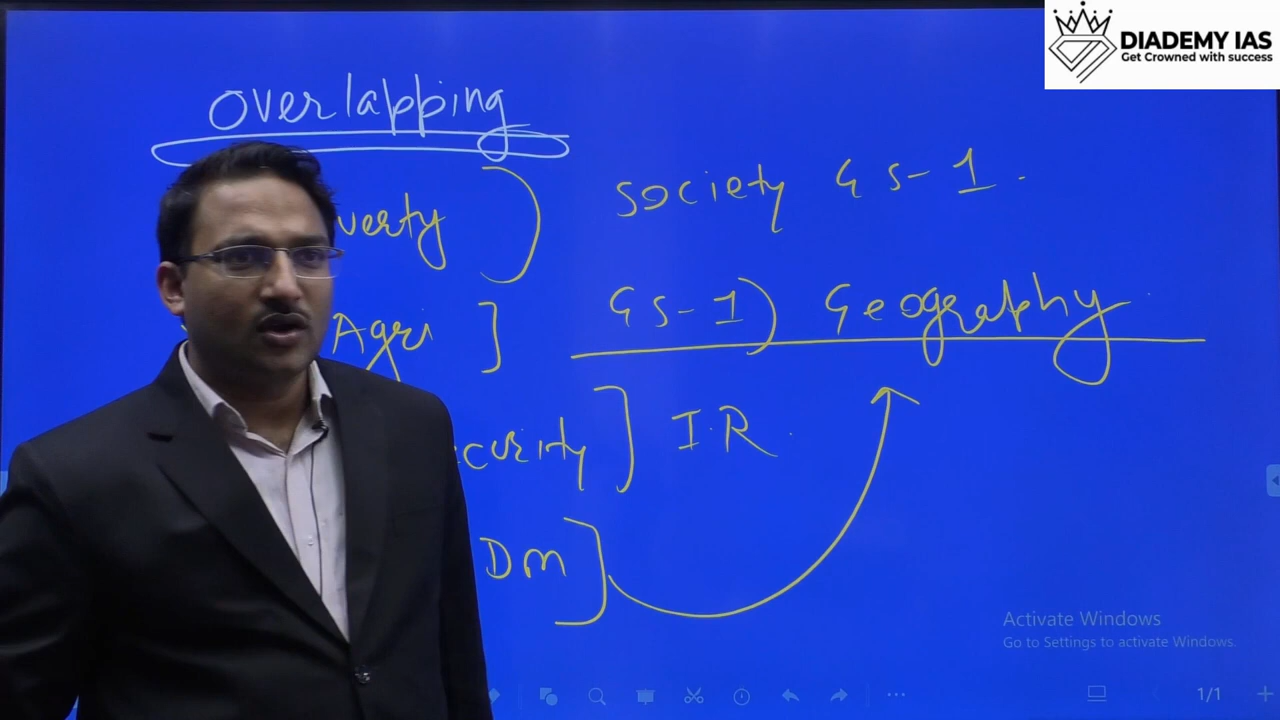 DIADEMY IAS
Get Crowned with success
overlapping
verty ) Society GS-1.
Agri ] GS-1) Geography
curity ] I.R.
DM ]
Activate Windows
Go to Settings to activate Windows.
1/1